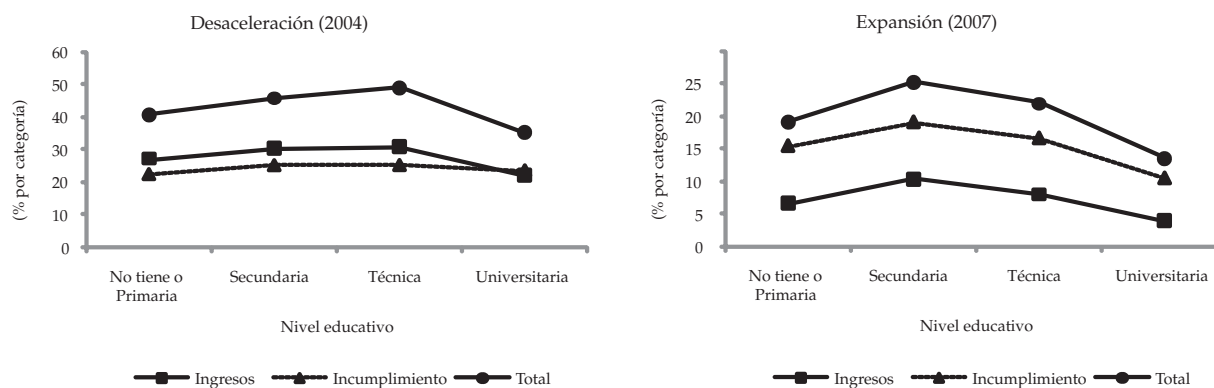 Desaceleración (2004)
60
50
40
30
20
10
0
(% por categoría)
No tiene o
Primaria
Secundaria
Técnica
Universitaria
Nivel educativo
Ingresos
Incumplimiento
Total
Expansión (2007)
25
20
15
10
5
0
(% por categoría)
No tiene o
Primaria
Secundaria
Técnica
Universitaria
Nivel educativo
Ingresos
Incumplimiento
Total